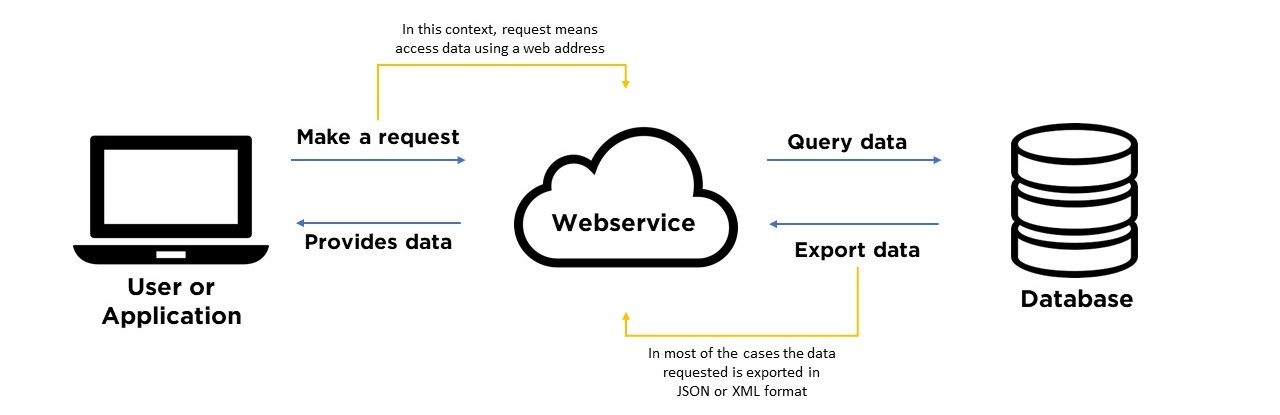 In this context, request means
access data using a web address
Make a request
Query data
Webservice
Provides data
Export data
User or
Application
Database
In most of the cases the data
requested is exported in
JSON or XML format